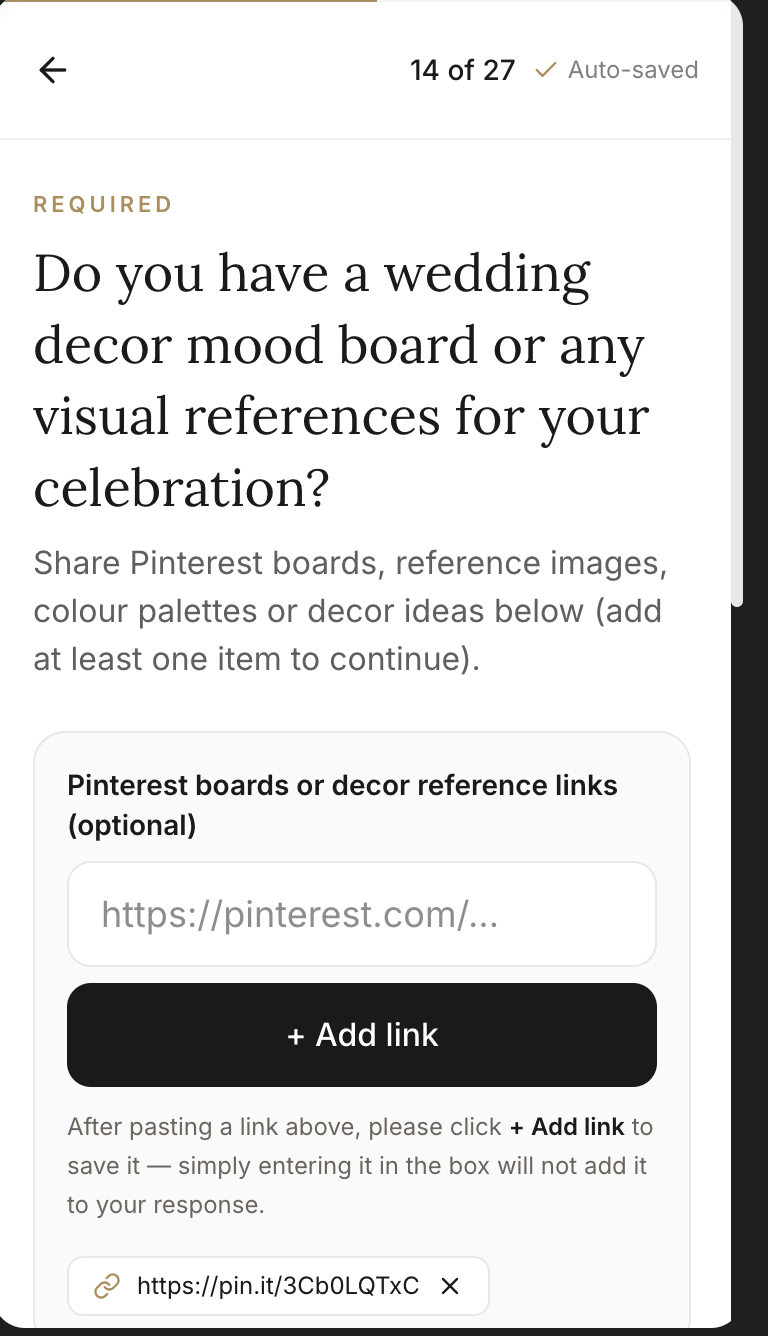 14 of 27
Auto-saved
REQUIRED
Do you have a wedding
decor mood board or any
visual references for your
celebration?
Share Pinterest boards, reference images,
colour palettes or decor ideas below (add
at least one item to continue).
Pinterest boards or decor reference links
(optional)
https://pinterest.com/...
+ Add link
After pasting a link above, please click + Add link to
save it — simply entering it in the box will not add it
to your response.
https://pin.it/3Cb0LQTxC